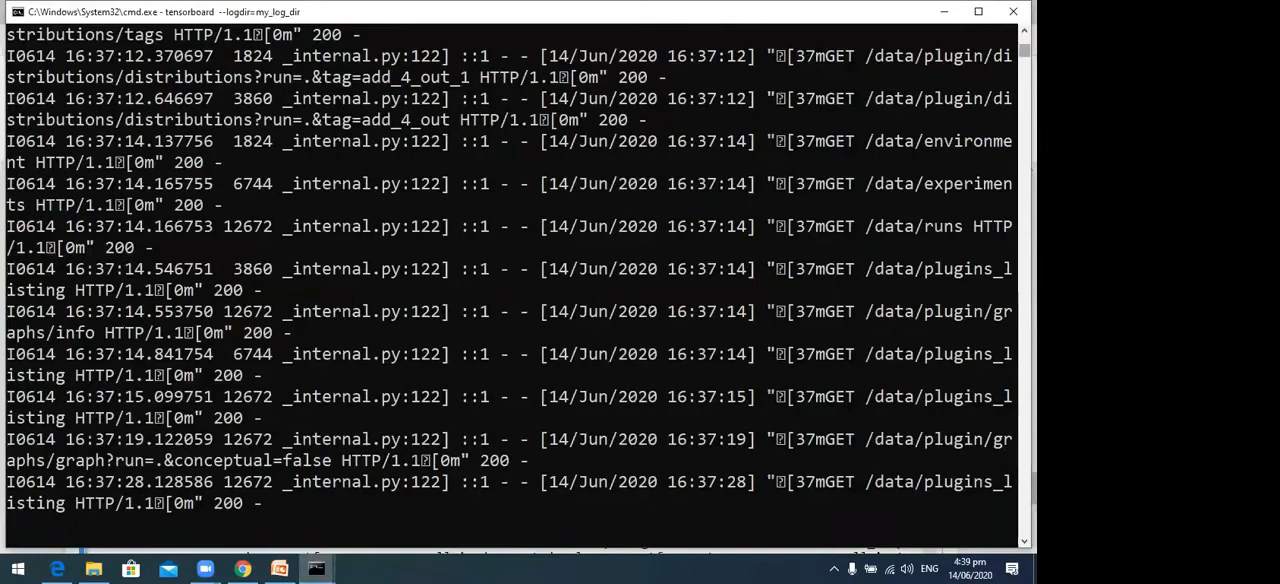 C:\Windows\System32\cmd.exe - tensorboard --logdir=my_log_dir
stributions/tags HTTP/1.1⍰[0m" 200 -
I0614 16:37:12.370697  1824 _internal.py:122] ::1 - - [14/Jun/2020 16:37:12] "⍰[37mGET /data/plugin/di
stributions/distributions?run=.&tag=add_4_out_1 HTTP/1.1⍰[0m" 200 -
I0614 16:37:12.646697  3860 _internal.py:122] ::1 - - [14/Jun/2020 16:37:12] "⍰[37mGET /data/plugin/di
stributions/distributions?run=.&tag=add_4_out HTTP/1.1⍰[0m" 200 -
I0614 16:37:14.137756  1824 _internal.py:122] ::1 - - [14/Jun/2020 16:37:14] "⍰[37mGET /data/environme
nt HTTP/1.1⍰[0m" 200 -
I0614 16:37:14.165755  6744 _internal.py:122] ::1 - - [14/Jun/2020 16:37:14] "⍰[37mGET /data/experimen
ts HTTP/1.1⍰[0m" 200 -
I0614 16:37:14.166753 12672 _internal.py:122] ::1 - - [14/Jun/2020 16:37:14] "⍰[37mGET /data/runs HTTP
/1.1⍰[0m" 200 -
I0614 16:37:14.546751  3860 _internal.py:122] ::1 - - [14/Jun/2020 16:37:14] "⍰[37mGET /data/plugins_l
isting HTTP/1.1⍰[0m" 200 -
I0614 16:37:14.553750 12672 _internal.py:122] ::1 - - [14/Jun/2020 16:37:14] "⍰[37mGET /data/plugin/gr
aphs/info HTTP/1.1⍰[0m" 200 -
I0614 16:37:14.841754  6744 _internal.py:122] ::1 - - [14/Jun/2020 16:37:14] "⍰[37mGET /data/plugins_l
isting HTTP/1.1⍰[0m" 200 -
I0614 16:37:15.099751 12672 _internal.py:122] ::1 - - [14/Jun/2020 16:37:15] "⍰[37mGET /data/plugins_l
isting HTTP/1.1⍰[0m" 200 -
I0614 16:37:19.122059 12672 _internal.py:122] ::1 - - [14/Jun/2020 16:37:19] "⍰[37mGET /data/plugin/gr
aphs/graph?run=.&conceptual=false HTTP/1.1⍰[0m" 200 -
I0614 16:37:28.128586 12672 _internal.py:122] ::1 - - [14/Jun/2020 16:37:28] "⍰[37mGET /data/plugins_l
isting HTTP/1.1⍰[0m" 200 -
ENG
4:39 pm
14/06/2020